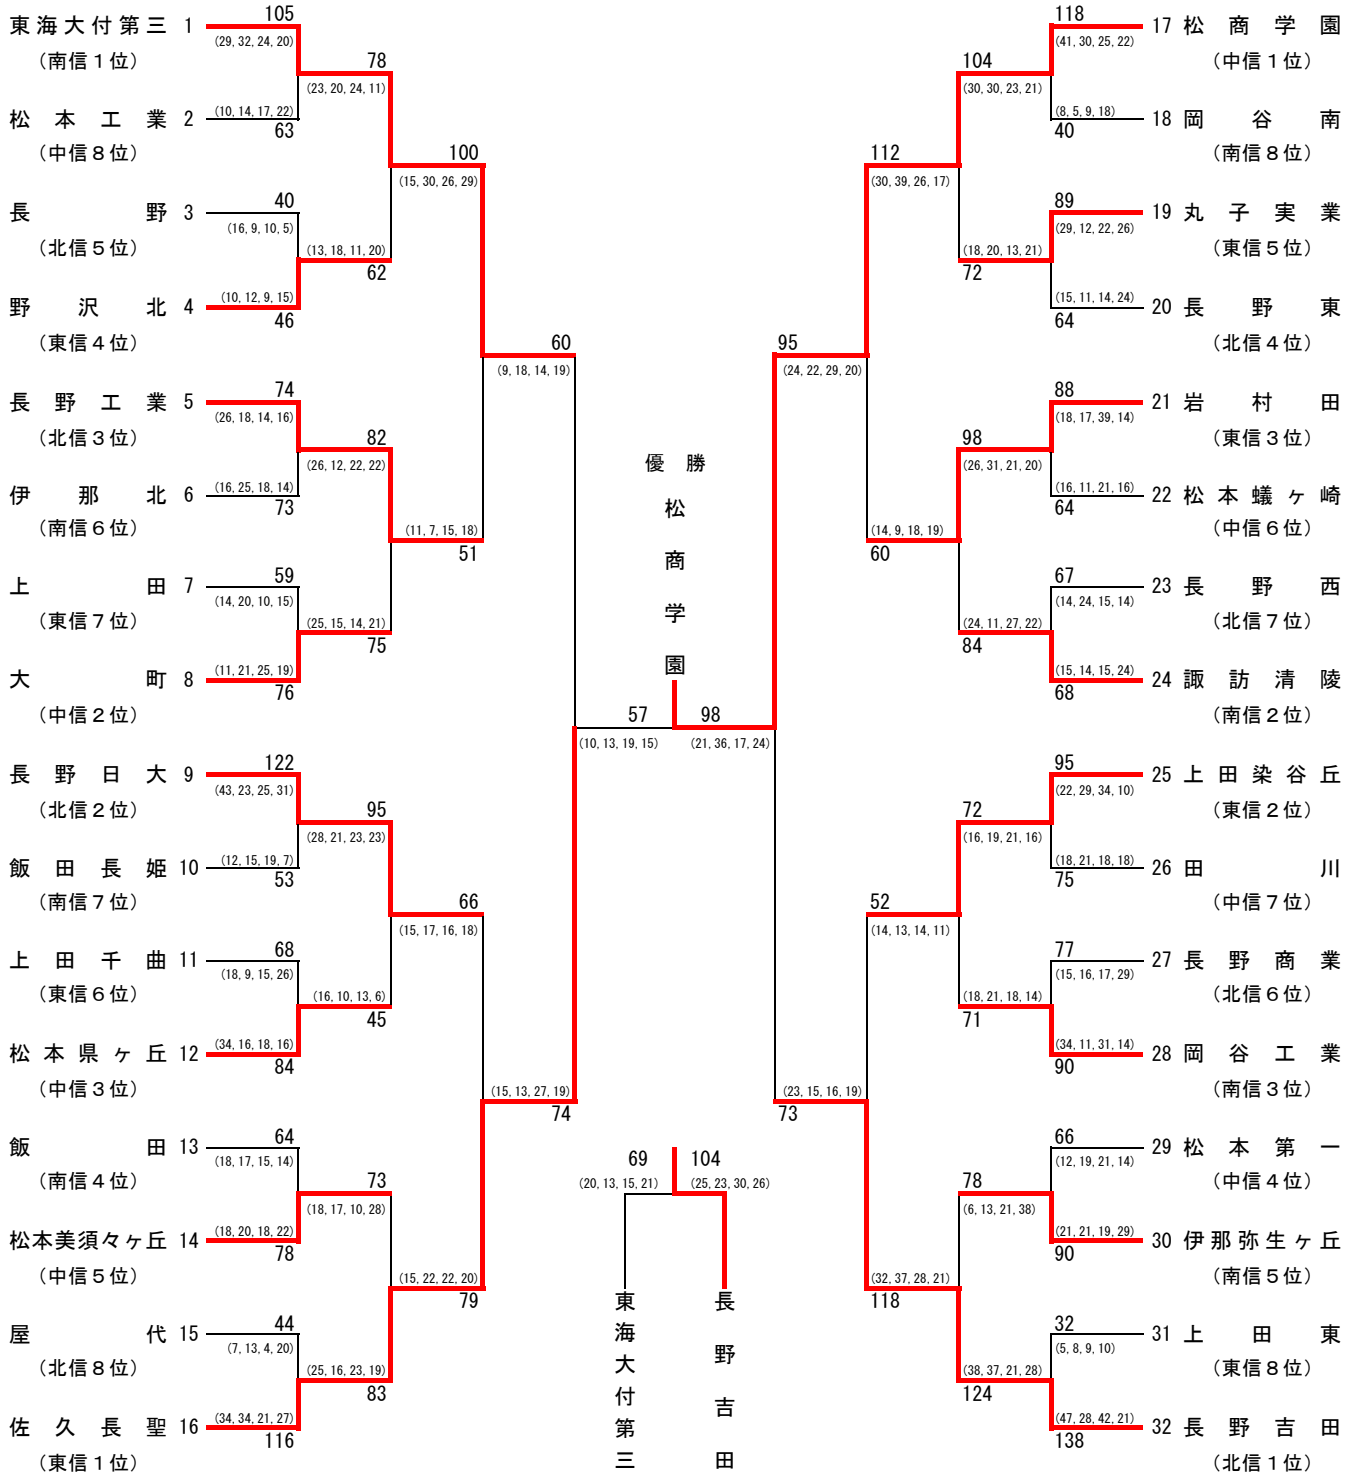 東海大付第三 1 105
(29, 32, 24, 20)
(南信1位)
78
(23, 20, 24, 11)
松本工業 2 (10, 14, 17, 22)
63
(中信8位)
100
(15, 30, 26, 29)
長野 3 40
(16, 9, 10, 5)
(北信5位)
(13, 18, 11, 20)
62
野沢北 4 (10, 12, 9, 15)
46
(東信4位)
60
(9, 18, 14, 19)
長野工業 5 74
(26, 18, 14, 16)
(北信3位)
82
(26, 12, 22, 22)
伊那北 6 (16, 25, 18, 14)
73
(南信6位)
(11, 7, 15, 18)
51
上田 7 59
(14, 20, 10, 15)
(東信7位)
(25, 15, 14, 21)
75
大町 8 (11, 21, 25, 19)
76
(中信2位)
57
(10, 13, 19, 15)
長野日大 9 122
(43, 23, 25, 31)
(北信2位)
95
(28, 21, 23, 23)
飯田長姫 10 (12, 15, 19, 7)
53
(南信7位)
66
(15, 17, 16, 18)
上田千曲 11 68
(18, 9, 15, 26)
(東信6位)
(16, 10, 13, 6)
45
松本県ヶ丘 12 (34, 16, 18, 16)
84
(中信3位)
(15, 13, 27, 19)
74
飯田 13 64
(18, 17, 15, 14)
(南信4位)
73
(18, 17, 10, 28)
松本美須々ヶ丘 14 (18, 20, 18, 22)
78
(中信5位)
(15, 22, 22, 20)
79
屋代 15 44
(7, 13, 4, 20)
(北信8位)
(25, 16, 23, 19)
83
佐久長聖 16 (34, 34, 21, 27)
116
(東信1位)
優勝
松商学園
98
(21, 36, 17, 24)
69 104
(20, 13, 15, 21) (25, 23, 30, 26)
東海大付第三
長野吉田
118 17 松商学園
(41, 30, 25, 22)
(中信1位)
104
(30, 30, 23, 21)
(8, 5, 9, 18) 18 岡谷南
40
(南信8位)
112
(30, 39, 26, 17)
89 19 丸子実業
(29, 12, 22, 26)
(東信5位)
(18, 20, 13, 21)
72
(15, 11, 14, 24) 20 長野東
64
(北信4位)
95
(24, 22, 29, 20)
88 21 岩村田
(18, 17, 39, 14)
(東信3位)
98
(26, 31, 21, 20)
(16, 11, 21, 16) 22 松本蟻ヶ崎
64
(中信6位)
(14, 9, 18, 19)
60
67 23 長野西
(14, 24, 15, 14)
(北信7位)
(24, 11, 27, 22)
84
(15, 14, 15, 24) 24 諏訪清陵
68
(南信2位)
95 25 上田染谷丘
(22, 29, 34, 10)
(東信2位)
72
(16, 19, 21, 16)
(18, 21, 18, 18) 26 田川
75
(中信7位)
52
(14, 13, 14, 11)
77 27 長野商業
(15, 16, 17, 29)
(北信6位)
(18, 21, 18, 14)
71
(34, 11, 31, 14) 28 岡谷工業
90
(南信3位)
(23, 15, 16, 19)
73
66 29 松本第一
(12, 19, 21, 14)
(中信4位)
78
(6, 13, 21, 38)
(21, 21, 19, 29) 30 伊那弥生ヶ丘
90
(南信5位)
(32, 37, 28, 21)
118
32 31 上田東
(5, 8, 9, 10)
(東信8位)
(38, 37, 21, 28)
124
(47, 28, 42, 21) 32 長野吉田
138
(北信1位)